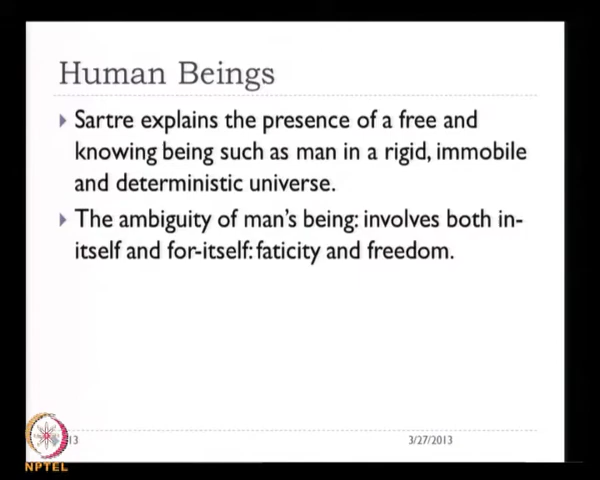 Human Beings
Sartre explains the presence of a free and
knowing being such as man in a rigid, immobile
and deterministic universe.
The ambiguity of man's being: involves both in-
itself and for-itself: faticity and freedom.
13
3/27/2013
NPTEL